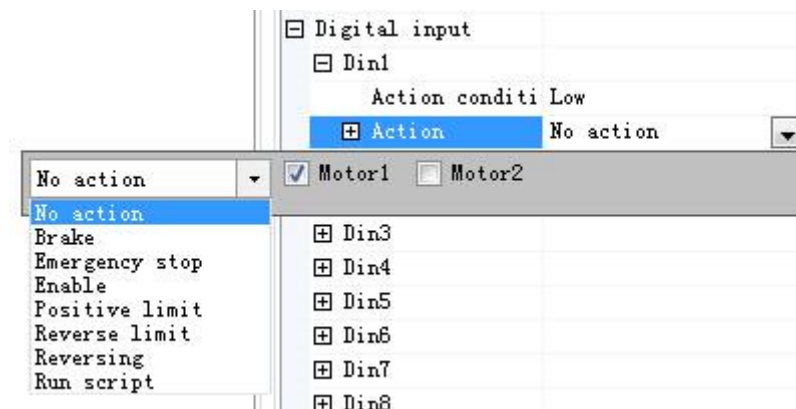 Digital input
Din1
Action conditi Low
Action No action
No action Motor1 Motor2
No action
Brake
Emergency stop
Enable
Positive limit
Reverse limit
Reversing
Run script
Din3
Din4
Din5
Din6
Din7
Din8